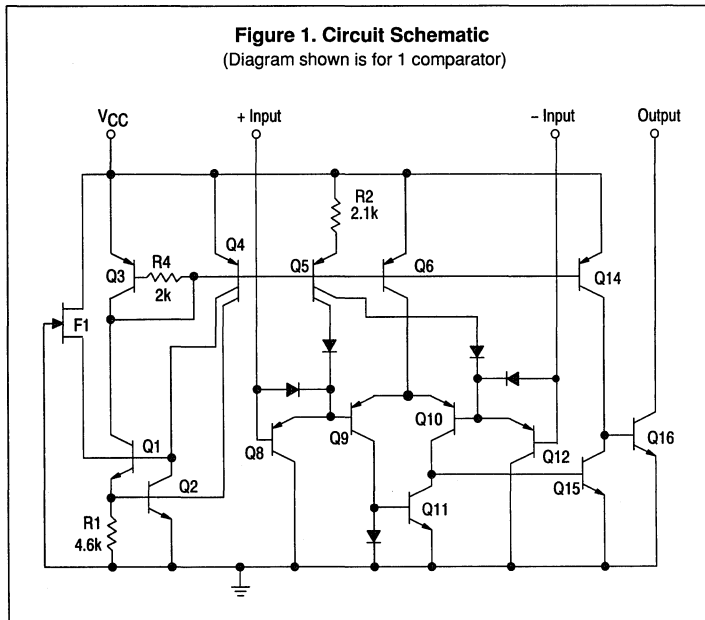 Figure 1. Circuit Schematic
(Diagram shown is for 1 comparator)
VCC
+ Input
– Input
Output
R2
2.1k
Q4
Q3
R4
2k
Q5
Q6
Q14
F1
Q1
Q8
Q9
Q10
Q12
Q16
Q2
Q15
R1
4.6k
Q11